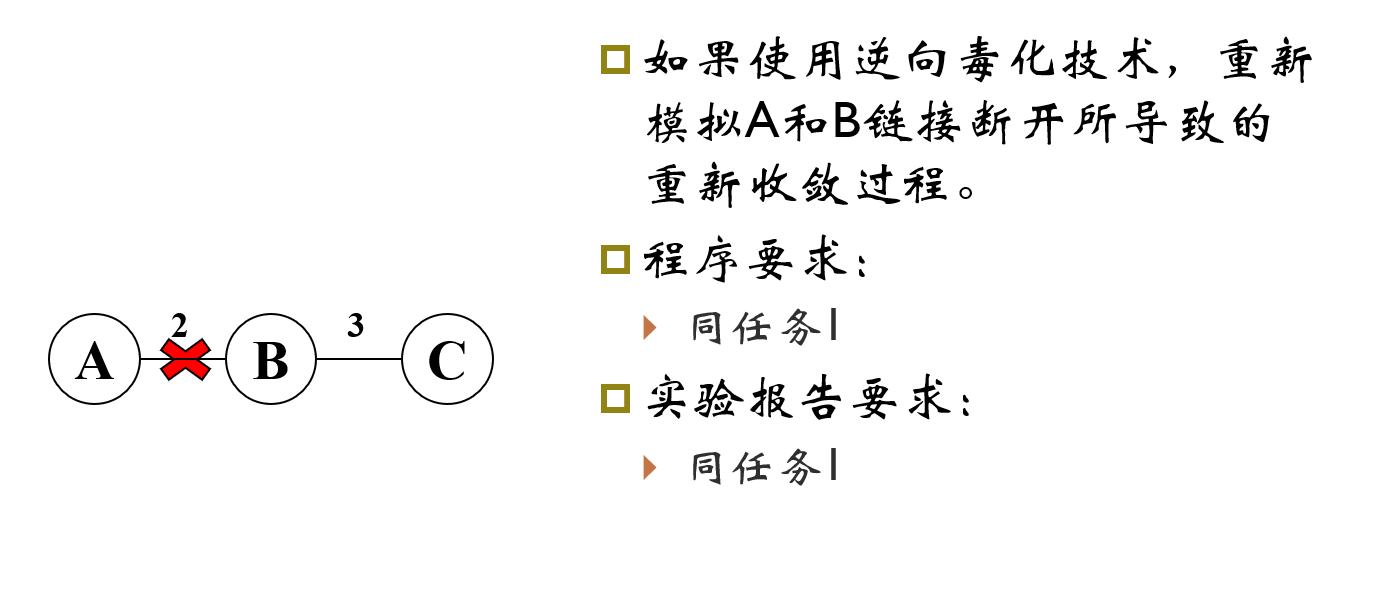 如果使用逆向毒化技术，重新
模拟A和B链接断开所导致的
重新收敛过程。
程序要求：
同任务1
实验报告要求：
同任务1
2
3
A
B
C